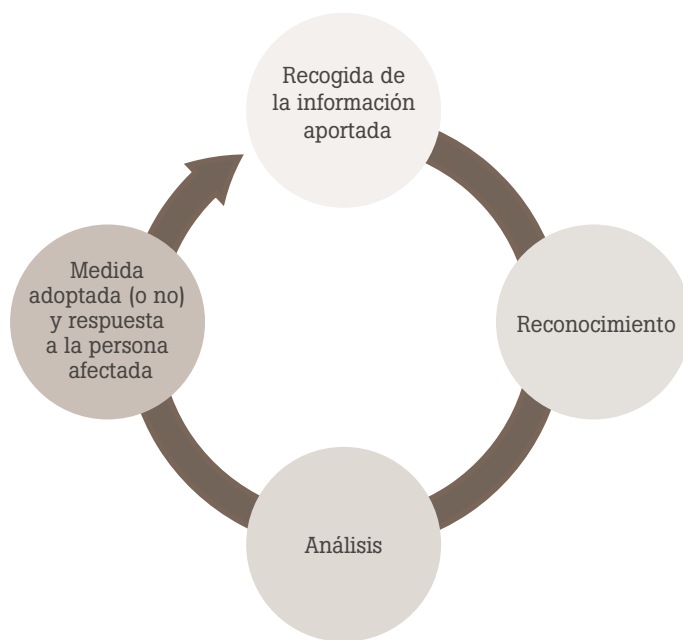 Recogida de
la información
aportada
Reconocimiento
Análisis
Medida
adoptada (o no)
y respuesta
a la persona
afectada